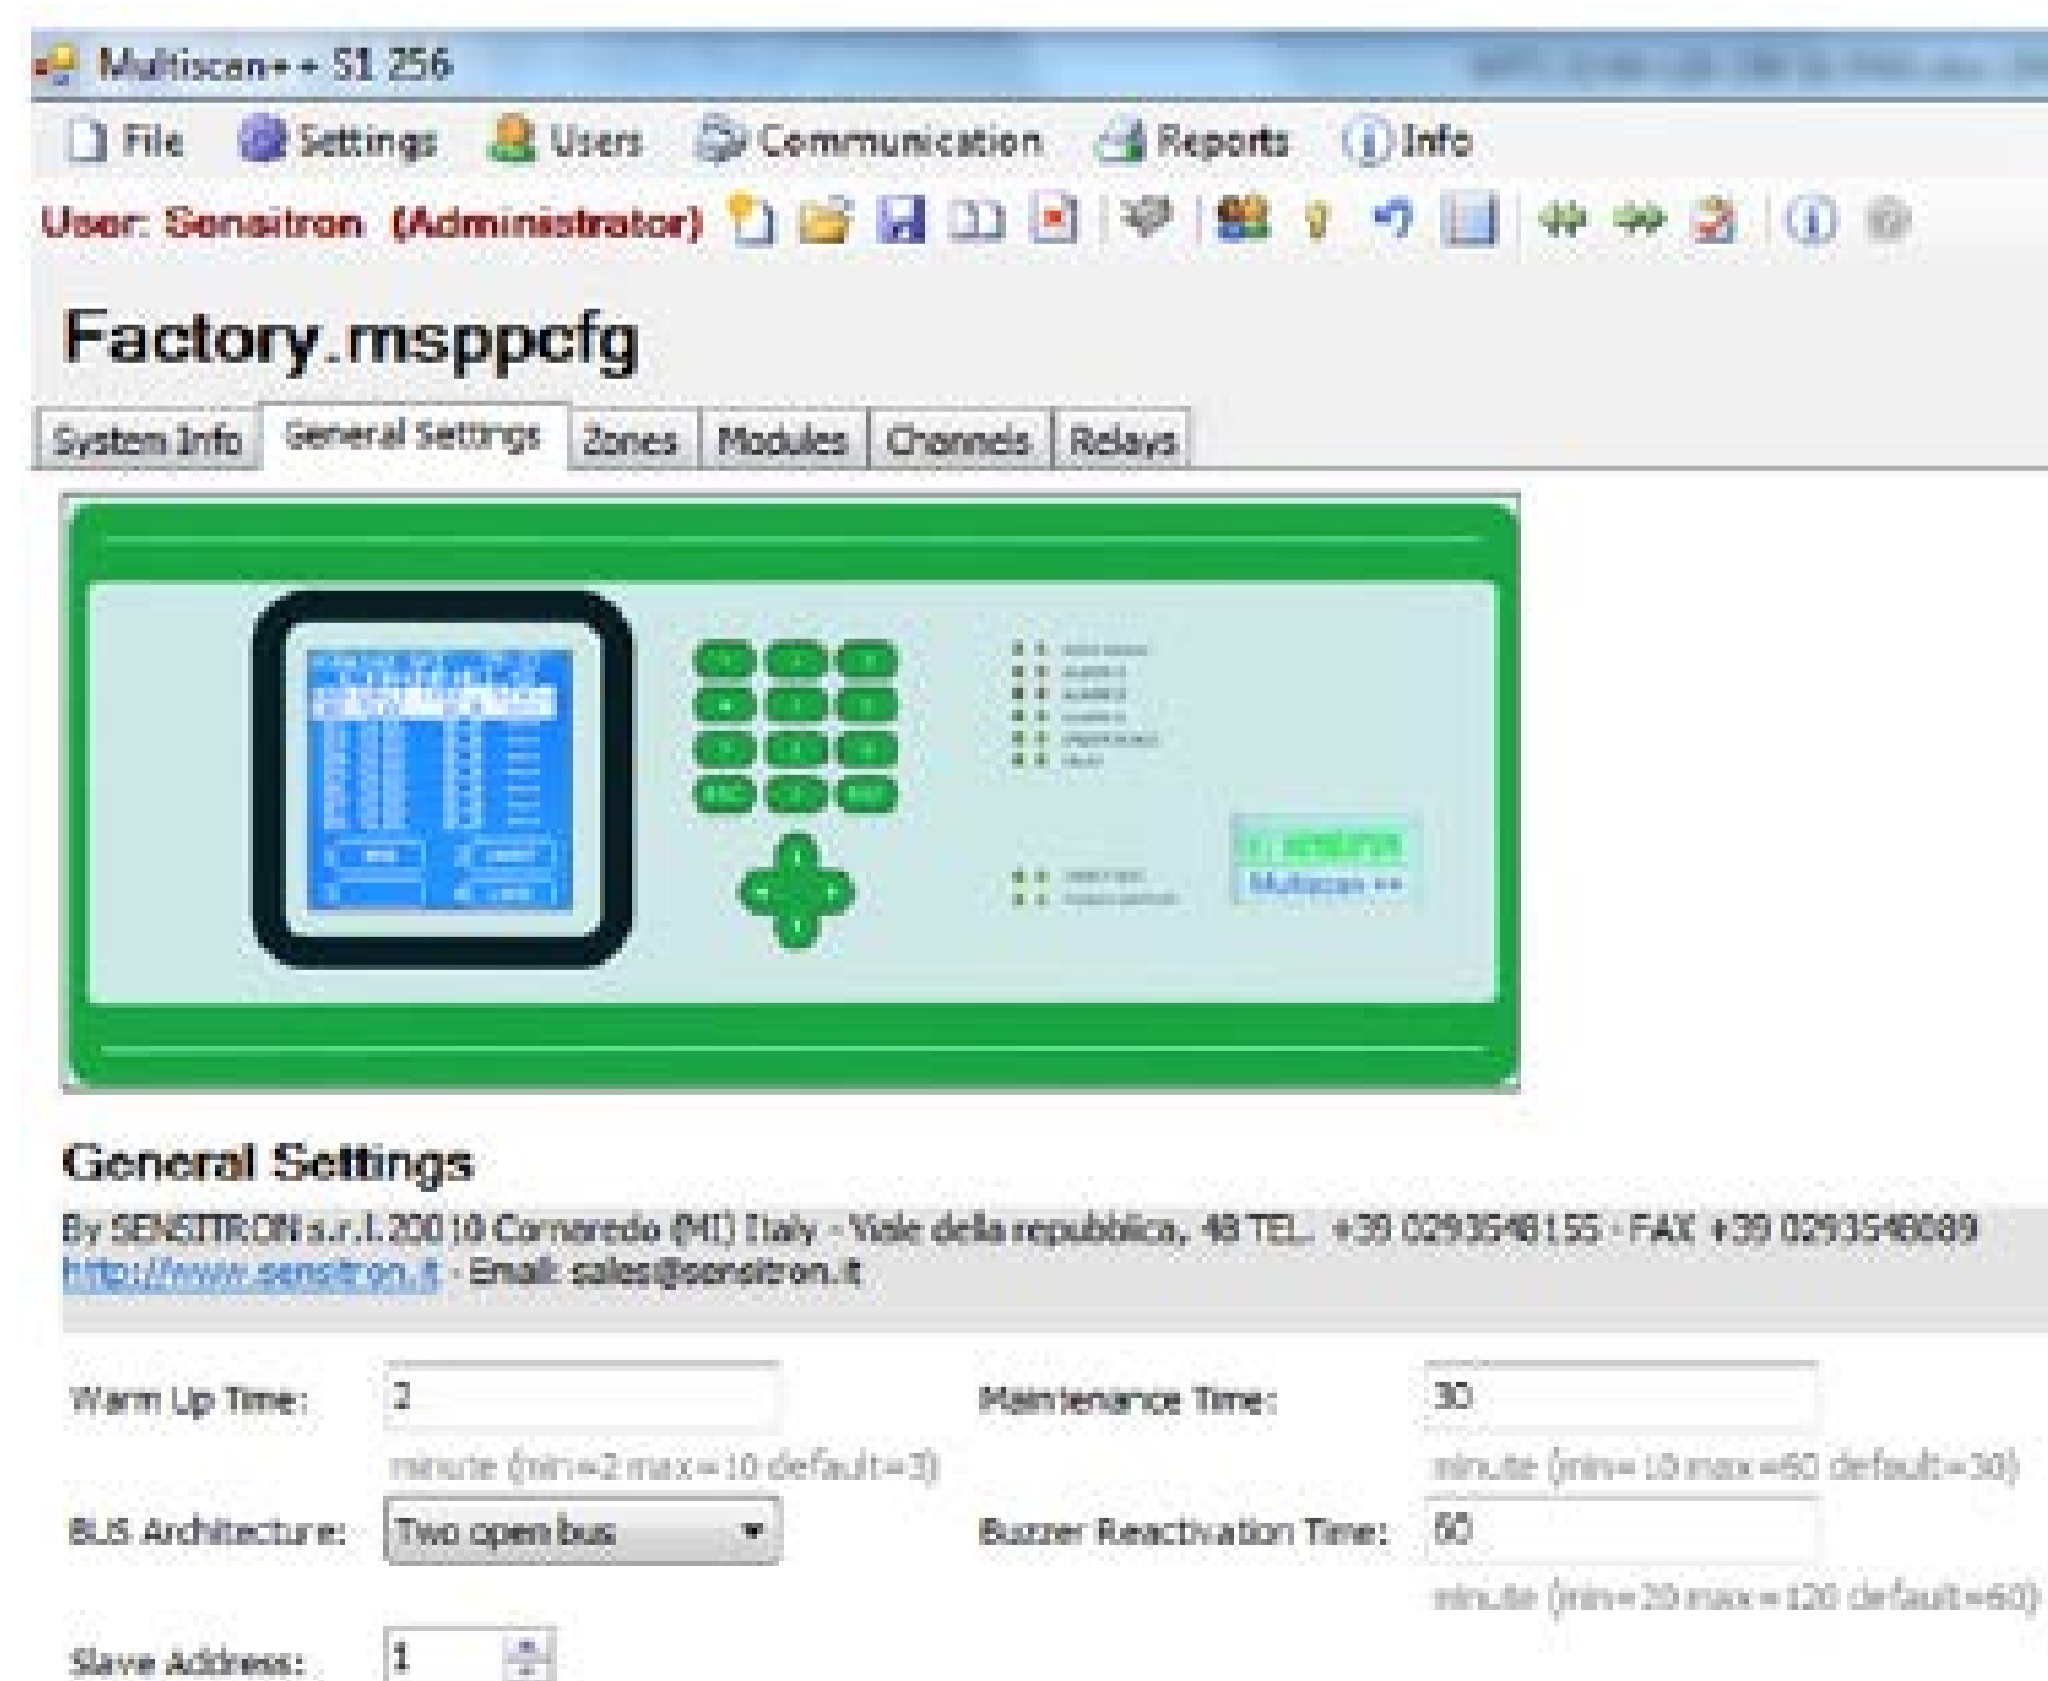 Multiscan++ S1 256
File Settings Users Communication Reports Info
User: Sensitron (Administrator)
Factory.msppcfg
System Info General Settings Zones Modules Channels Relays
Multiscan ++
General Settings
By SENSITRON s.r.l. 20010 Cornaredo (MI) Italy - Viale della repubblica, 48 TEL. +39 0293548155 - FAX +39 0293548089
http://www.sensitron.it - Email: sales@sensitron.it
Warm Up Time: 2 Maintenance Time: 30
minute (min=2 max=10 default=3) minute (min=10 max=60 default=30)
BUS Architecture: Two open bus Buzzer Reactivation Time: 60
minute (min=20 max=120 default=60)
Slave Address: 1